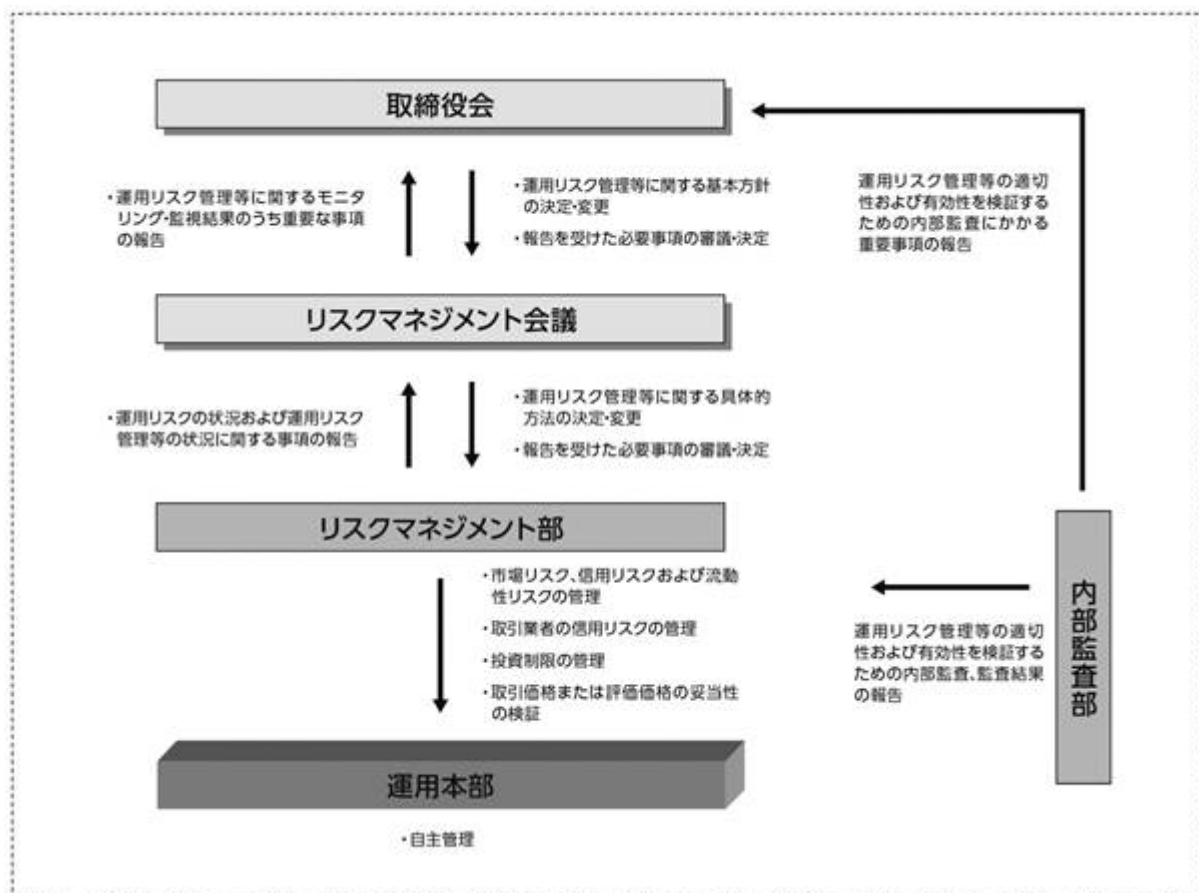 取締役会
・運用リスク管理等に関するモニタ
リング・監視結果のうち重要な事項
の報告
・運用リスク管理等に関する基本方針
の決定・変更
・報告を受けた必要事項の審議・決定
運用リスク管理等の適切
性および有効性を検証する
ための内部監査にかかる
重要事項の報告
リスクマネジメント会議
・運用リスクの状況および運用リスク
管理等の状況に関する事項の報告
・運用リスク管理等に関する具体的
方法の決定・変更
・報告を受けた必要事項の審議・決定
リスクマネジメント部
・市場リスク、信用リスクおよび流動
性リスクの管理
・取引業者の信用リスクの管理
・投資制限の管理
・取引価格または評価価格の妥当性
の検証
運用リスク管理等の適切
性および有効性を検証する
ための内部監査、監査結果
の報告
内部監査部
運用本部
・自主管理